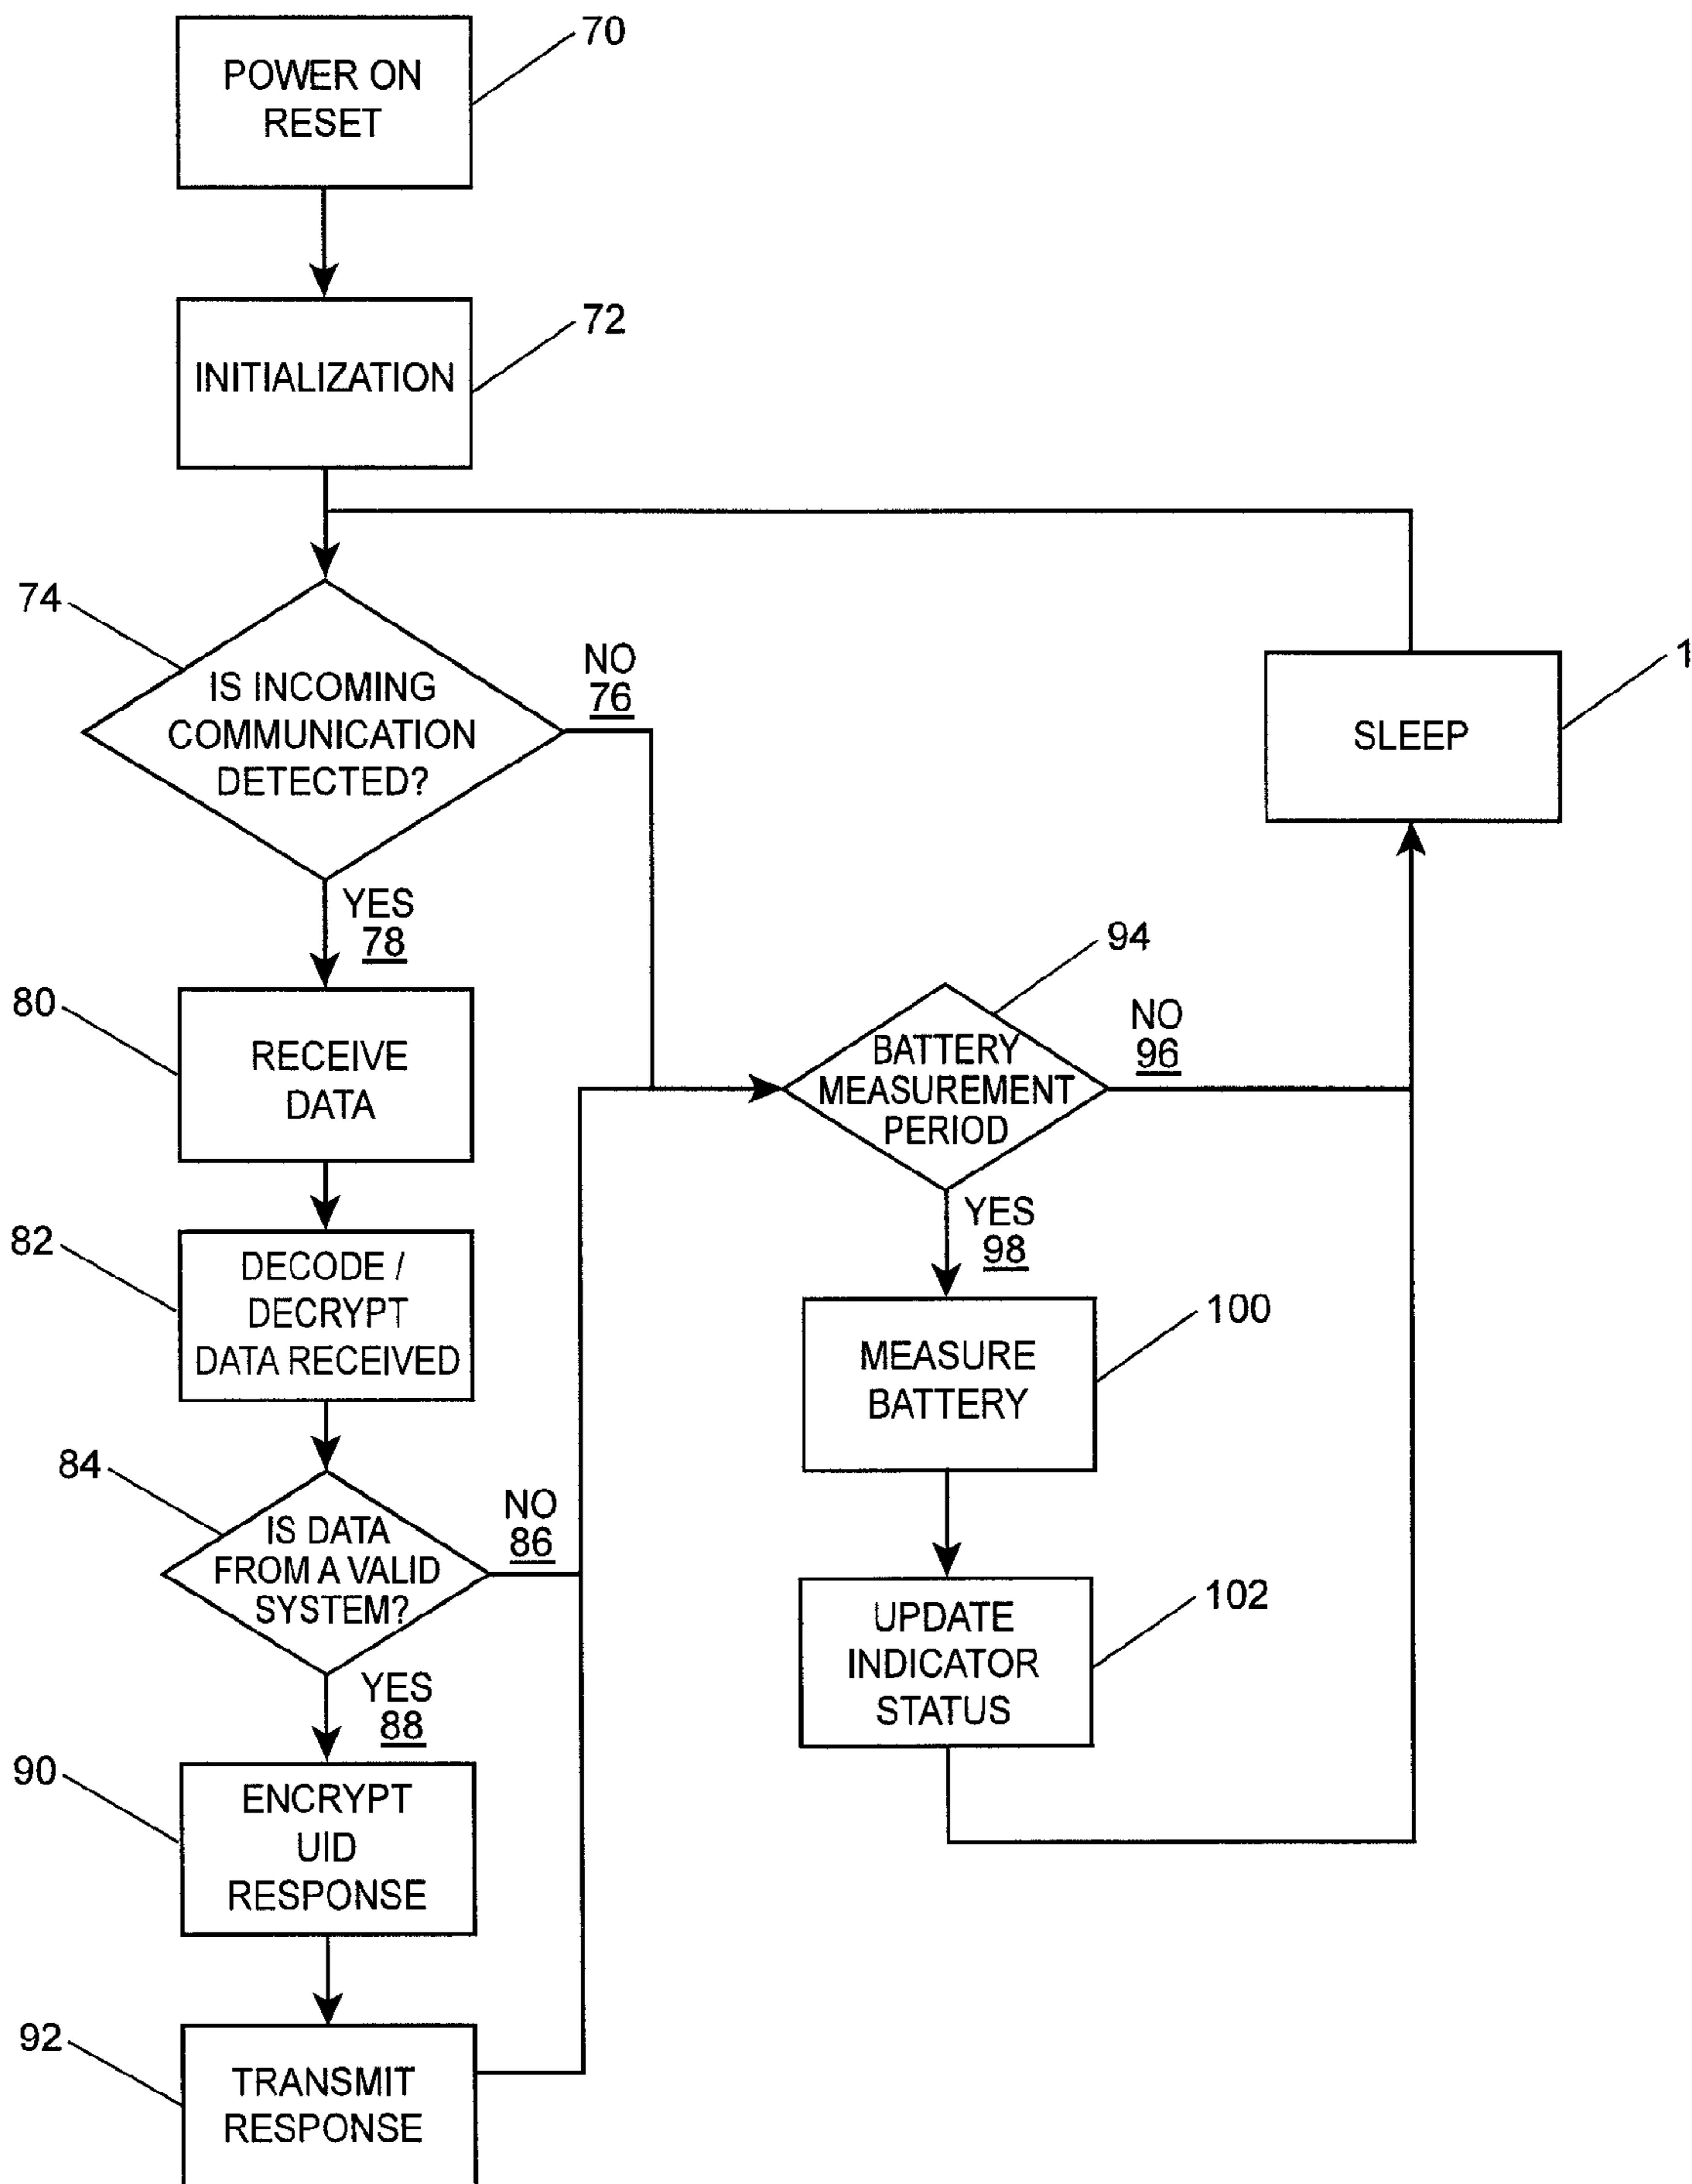 70
POWER ON
RESET
72
INITIALIZATION
74
IS INCOMING
COMMUNICATION
DETECTED?
NO
76
1
SLEEP
YES
78
94
80
RECEIVE
DATA
BATTERY
MEASUREMENT
PERIOD
NO
96
82
DECODE /
DECRYPT
DATA RECEIVED
YES
98
100
MEASURE
BATTERY
84
IS DATA
FROM A VALID
SYSTEM?
NO
86
102
UPDATE
INDICATOR
STATUS
YES
88
90
ENCRYPT
UID
RESPONSE
92
TRANSMIT
RESPONSE